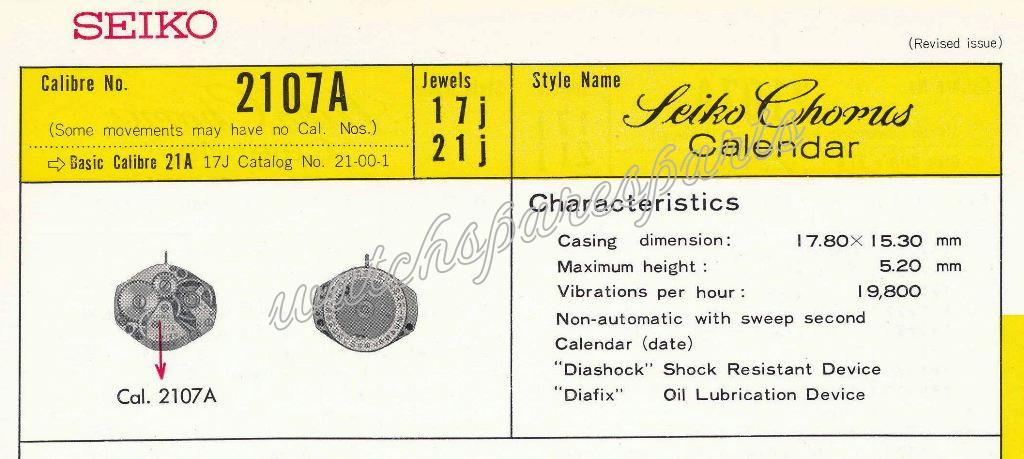 SEIKO
(Revised issue)
Calibre No. 2107A
(Some movements may have no Cal. Nos.)
⇨ Basic Calibre 21A 17J Catalog No. 21-00-1
Jewels
17j
21j
Style Name Seiko Chorus
Calendar
Characteristics
Casing dimension: 17.80× 15.30 mm
Maximum height : 5.20 mm
Vibrations per hour : 19,800
Non-automatic with sweep second
Calendar (date)
"Diashock" Shock Resistant Device
"Diafix" Oil Lubrication Device
Cal. 2107A
watchsparesparts